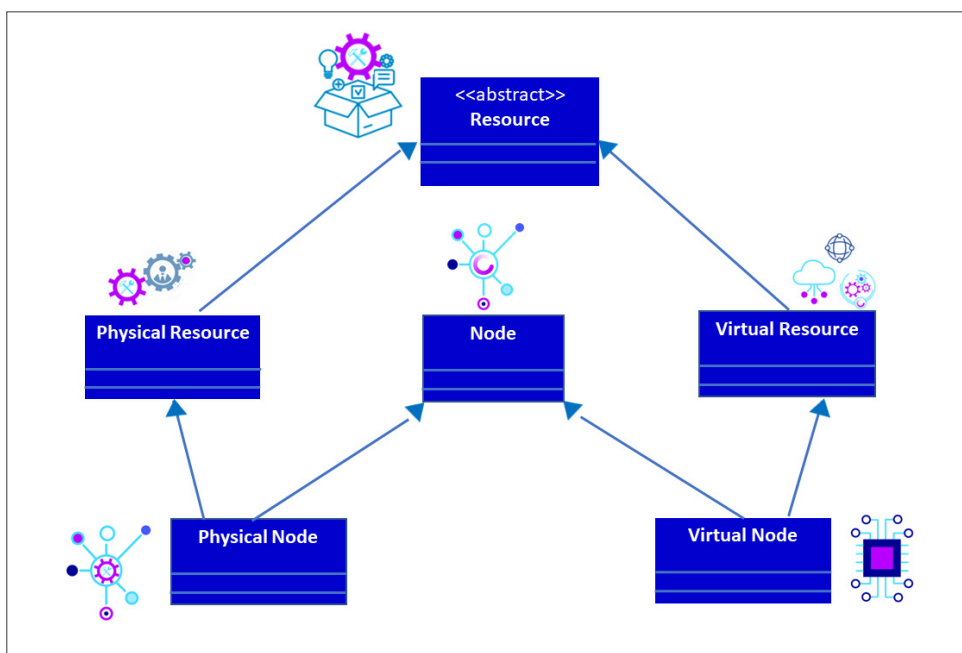 <<abstract>>
Resource
Physical Resource
Node
Virtual Resource
Physical Node
Virtual Node